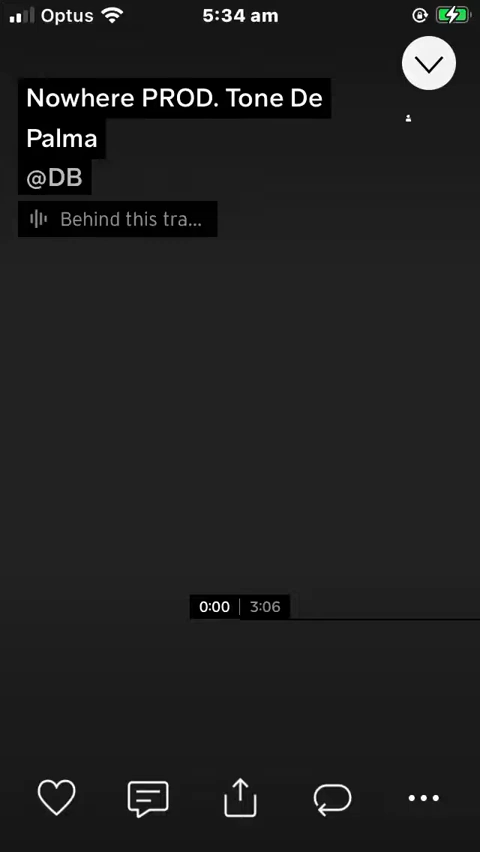 Optus 5:34 am
Nowhere PROD. Tone De
Palma
@DB
Behind this tra...
0:00 | 3:06